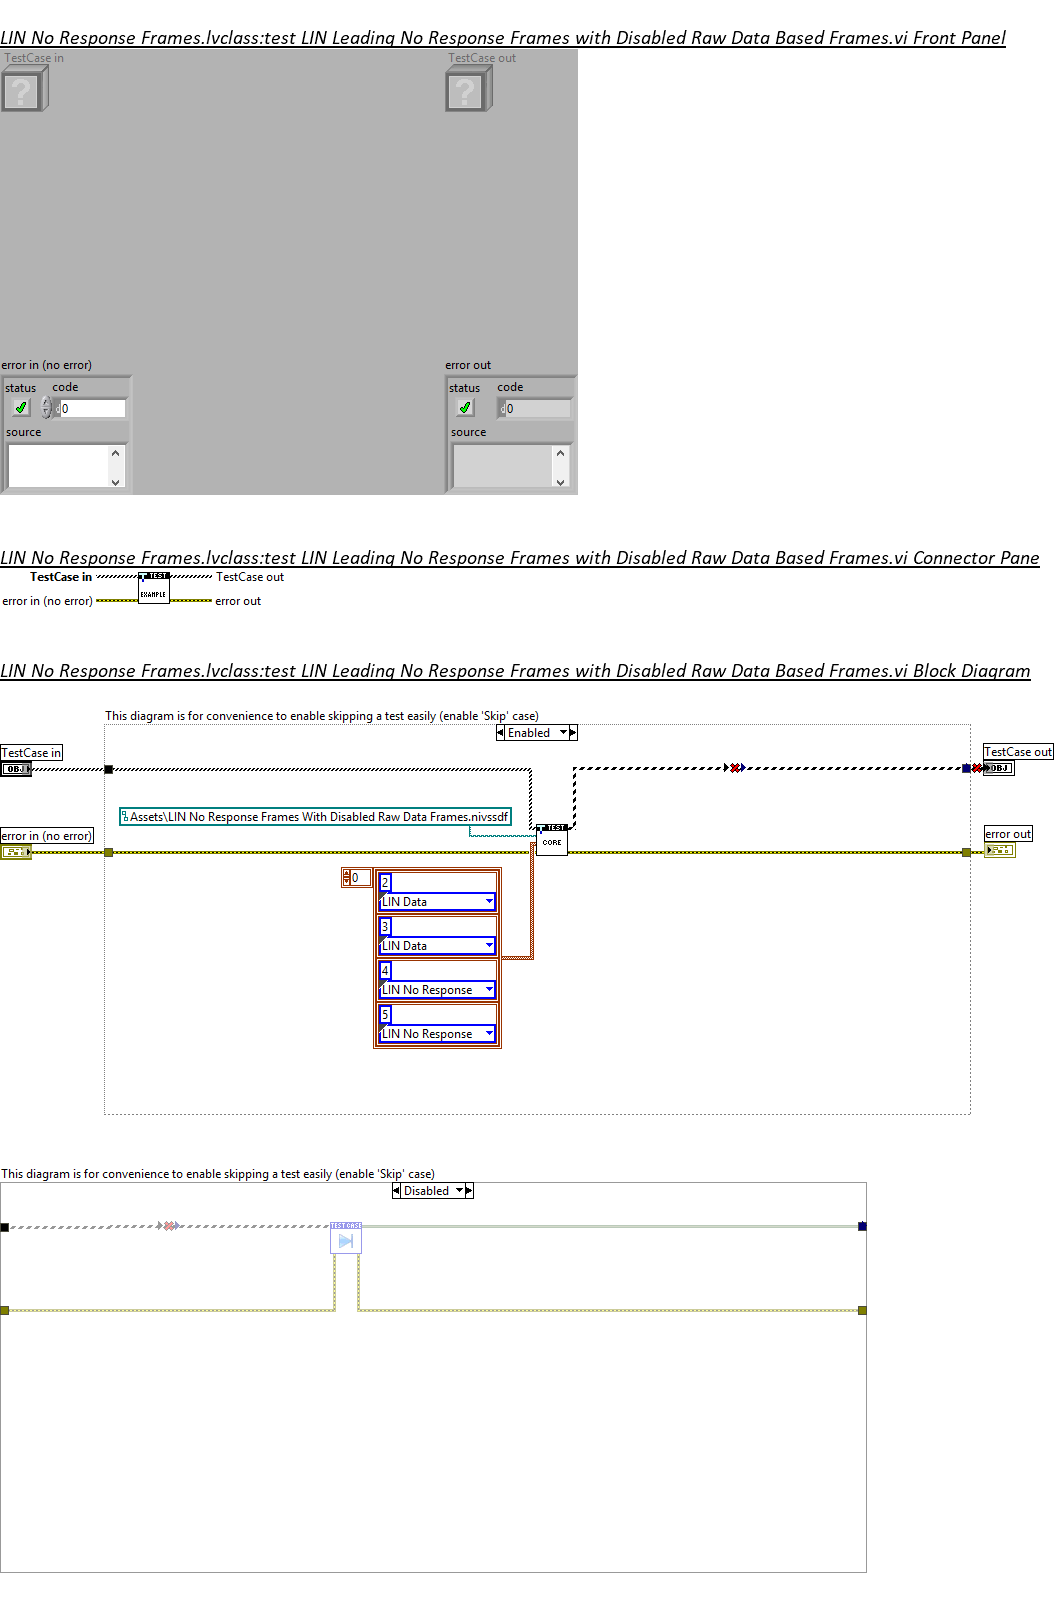 LIN No Response Frames.lvclass:test LIN Leading No Response Frames with Disabled Raw Data Based Frames.vi Front Panel
TestCase in
TestCase out
?
?
error in (no error)
error out
status
code
status
code
d0
d0
source
source
LIN No Response Frames.lvclass:test LIN Leading No Response Frames with Disabled Raw Data Based Frames.vi Connector Pane
TestCase in
TEST
TestCase out
error in (no error)
EXAMPLE
error out
LIN No Response Frames.lvclass:test LIN Leading No Response Frames with Disabled Raw Data Based Frames.vi Block Diagram
This diagram is for convenience to enable skipping a test easily (enable 'Skip' case)
Enabled
TestCase in
TestCase out
OBJ
OBJ
Assets\LIN No Response Frames With Disabled Raw Data Frames.nivssdf
error in (no error)
TEST
CORE
error out
0
2
LIN Data
3
LIN Data
4
LIN No Response
5
LIN No Response
This diagram is for convenience to enable skipping a test easily (enable 'Skip' case)
Disabled
TEST CASE